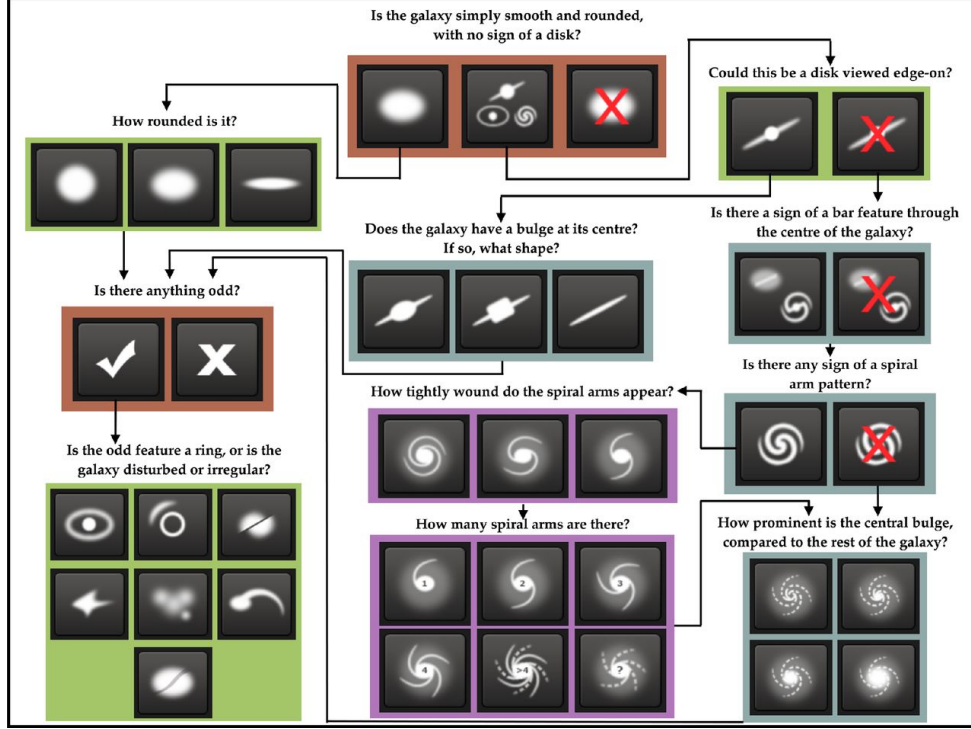 Is the galaxy simply smooth and rounded,
with no sign of a disk?
Could this be a disk viewed edge-on?
How rounded is it?
Is there a sign of a bar feature through
the centre of the galaxy?
Does the galaxy have a bulge at its centre?
If so, what shape?
Is there anything odd?
Is there any sign of a spiral
arm pattern?
How tightly wound do the spiral arms appear?
Is the odd feature a ring, or is the
galaxy disturbed or irregular?
How many spiral arms are there?
How prominent is the central bulge,
compared to the rest of the galaxy?
1
2
3
4
>4
?